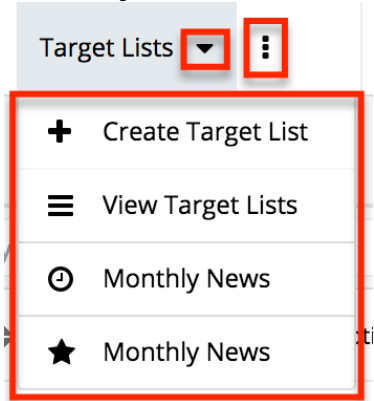 Target Lists
Create Target List
View Target Lists
Monthly News
Monthly News